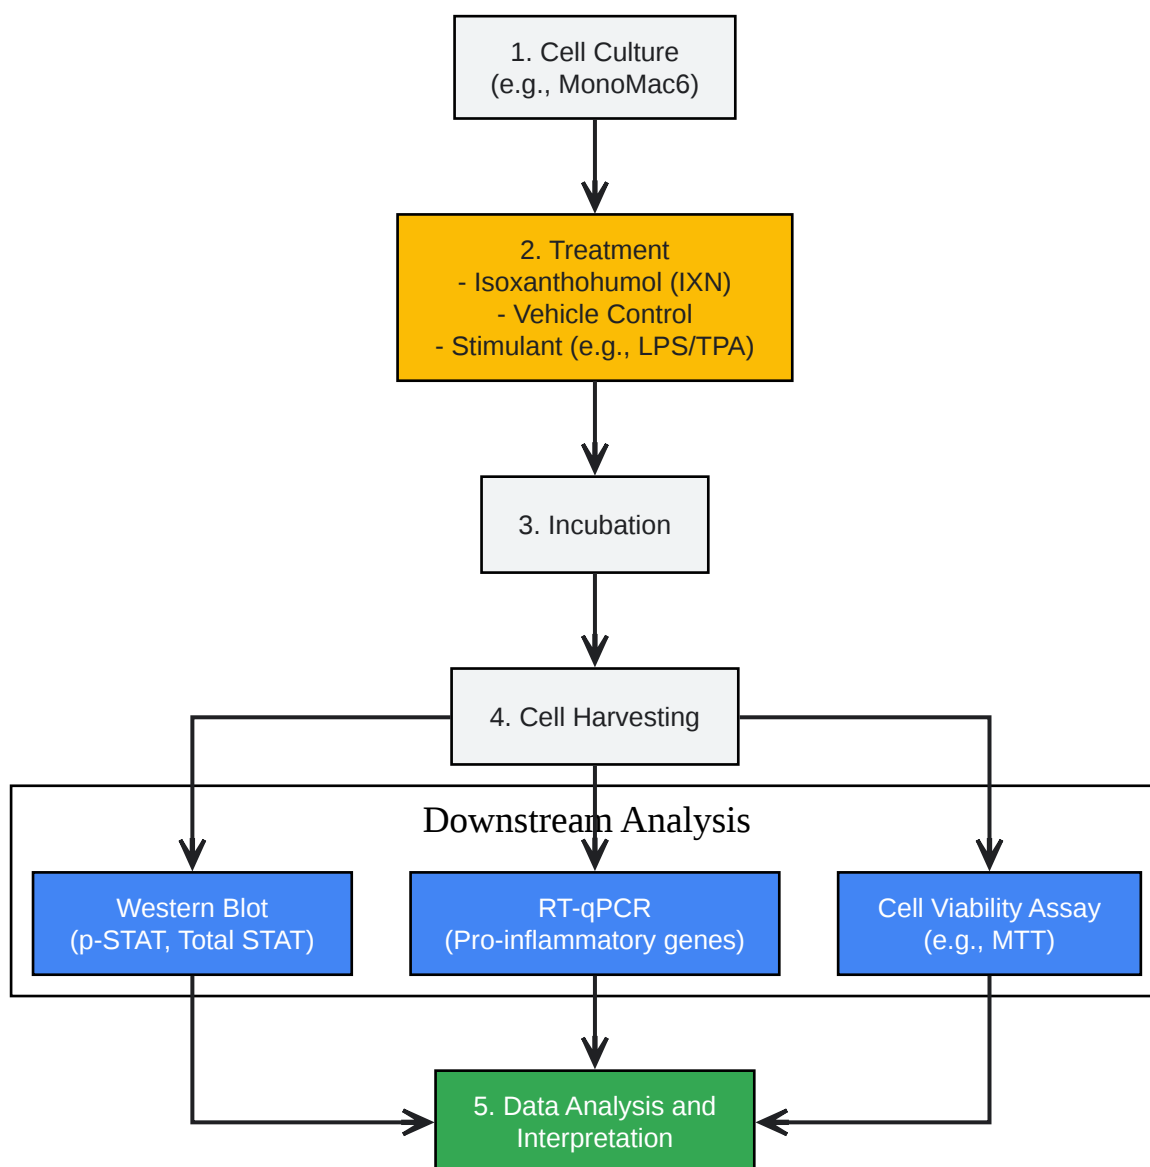 1. Cell Culture
(e.g., MonoMac6)
2. Treatment
- Isoxanthohumol (IXN)
- Vehicle Control
- Stimulant (e.g., LPS/TPA)
3. Incubation
4. Cell Harvesting
Downstream Analysis
Western Blot
(p-STAT, Total STAT)
RT-qPCR
(Pro-inflammatory genes)
Cell Viability Assay
(e.g., MTT)
5. Data Analysis and
Interpretation